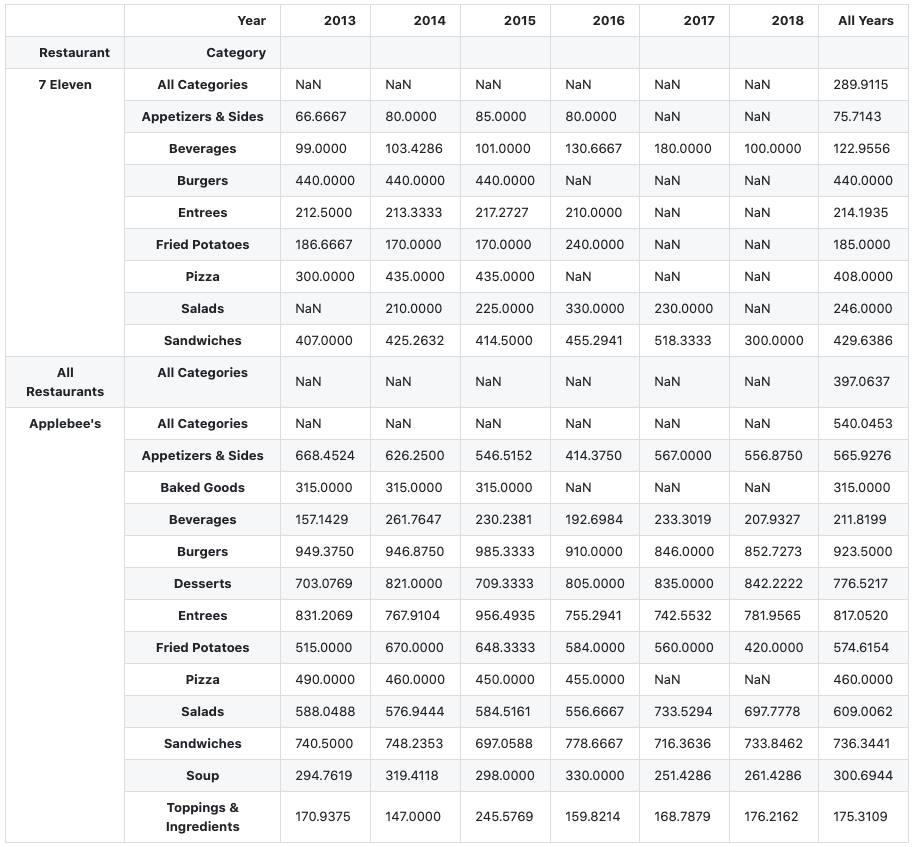 Year 2013 2014 2015 2016 2017 2018 All Years
Restaurant Category
7 Eleven All Categories NaN NaN NaN NaN NaN NaN 289.9115
Appetizers & Sides 66.6667 80.0000 85.0000 80.0000 NaN NaN 75.7143
Beverages 99.0000 103.4286 101.0000 130.6667 180.0000 100.0000 122.9556
Burgers 440.0000 440.0000 440.0000 NaN NaN NaN 440.0000
Entrees 212.5000 213.3333 217.2727 210.0000 NaN NaN 214.1935
Fried Potatoes 186.6667 170.0000 170.0000 240.0000 NaN NaN 185.0000
Pizza 300.0000 435.0000 435.0000 NaN NaN NaN 408.0000
Salads NaN 210.0000 225.0000 330.0000 230.0000 NaN 246.0000
Sandwiches 407.0000 425.2632 414.5000 455.2941 518.3333 300.0000 429.6386
All
Restaurants
All Categories NaN NaN NaN NaN NaN NaN 397.0637
Applebee's All Categories NaN NaN NaN NaN NaN NaN 540.0453
Appetizers & Sides 668.4524 626.2500 546.5152 414.3750 567.0000 556.8750 565.9276
Baked Goods 315.0000 315.0000 315.0000 NaN NaN NaN 315.0000
Beverages 157.1429 261.7647 230.2381 192.6984 233.3019 207.9327 211.8199
Burgers 949.3750 946.8750 985.3333 910.0000 846.0000 852.7273 923.5000
Desserts 703.0769 821.0000 709.3333 805.0000 835.0000 842.2222 776.5217
Entrees 831.2069 767.9104 956.4935 755.2941 742.5532 781.9565 817.0520
Fried Potatoes 515.0000 670.0000 648.3333 584.0000 560.0000 420.0000 574.6154
Pizza 490.0000 460.0000 450.0000 455.0000 NaN NaN 460.0000
Salads 588.0488 576.9444 584.5161 556.6667 733.5294 697.7778 609.0062
Sandwiches 740.5000 748.2353 697.0588 778.6667 716.3636 733.8462 736.3441
Soup 294.7619 319.4118 298.0000 330.0000 251.4286 261.4286 300.6944
Toppings &
Ingredients
170.9375 147.0000 245.5769 159.8214 168.7879 176.2162 175.3109